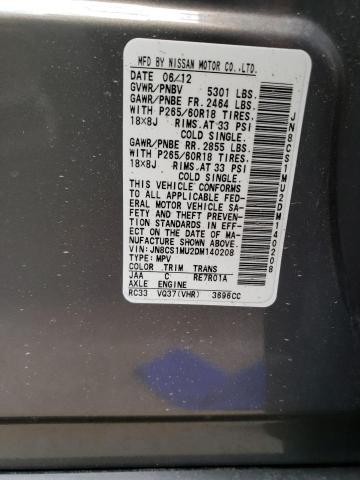 MFD BY NISSAN MOTOR CO.,LTD.
DATE 06/12
GVWR/PNBV 5301 LBS.
GAWR/PNBE FR. 2464 LBS.
WITH P265/60R18 TIRES.
18x8J RIMS.AT 33 PSI
COLD SINGLE.
GAWR/PNBE RR. 2855 LBS.
WITH P265/60R18 TIRES.
18x8J RIMS.AT 33 PSI
COLD SINGLE.
THIS VEHICLE CONFORMS
TO ALL APPLICABLE FED-
ERAL MOTOR VEHICLE SA-
FETY AND THEFT PREVENT-
ION STANDARDS IN EFF-
ECT ON THE DATE OF MA-
NUFACTURE SHOWN ABOVE.
JN8CS1MU2DM140208
TYPE: MPV
COLOR TRIM TRANS
JAA C RE7R01A
AXLE ENGINE
RC33 VQ37(VHR) 3696CC
JN8CS1MU2DM140208